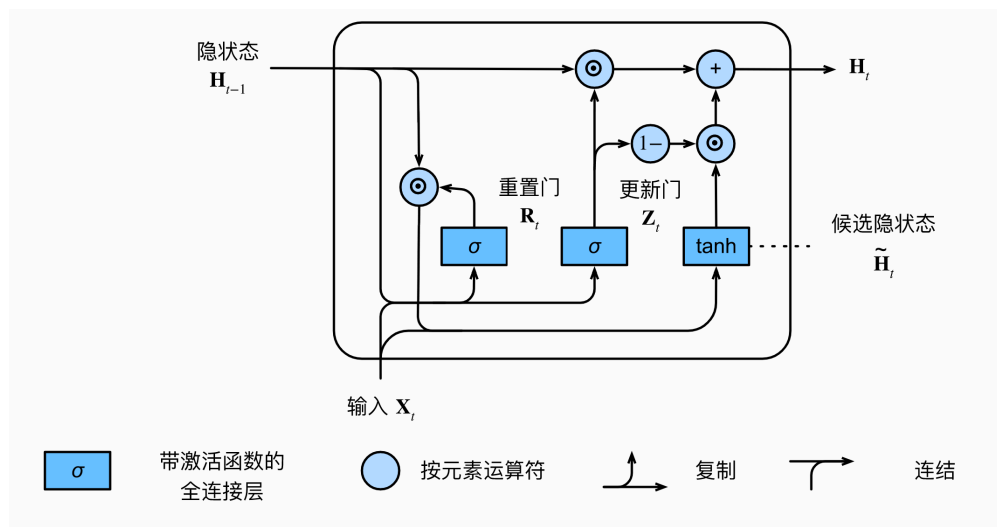 隐状态
H_{t−1}
⊙
+
H_t
1−
⊙
⊙
重置门
R_t
更新门
Z_t
σ
σ
tanh
候选隐状态
H̃_t
输入 X_t
σ
带激活函数的
全连接层
按元素运算符
复制
连结